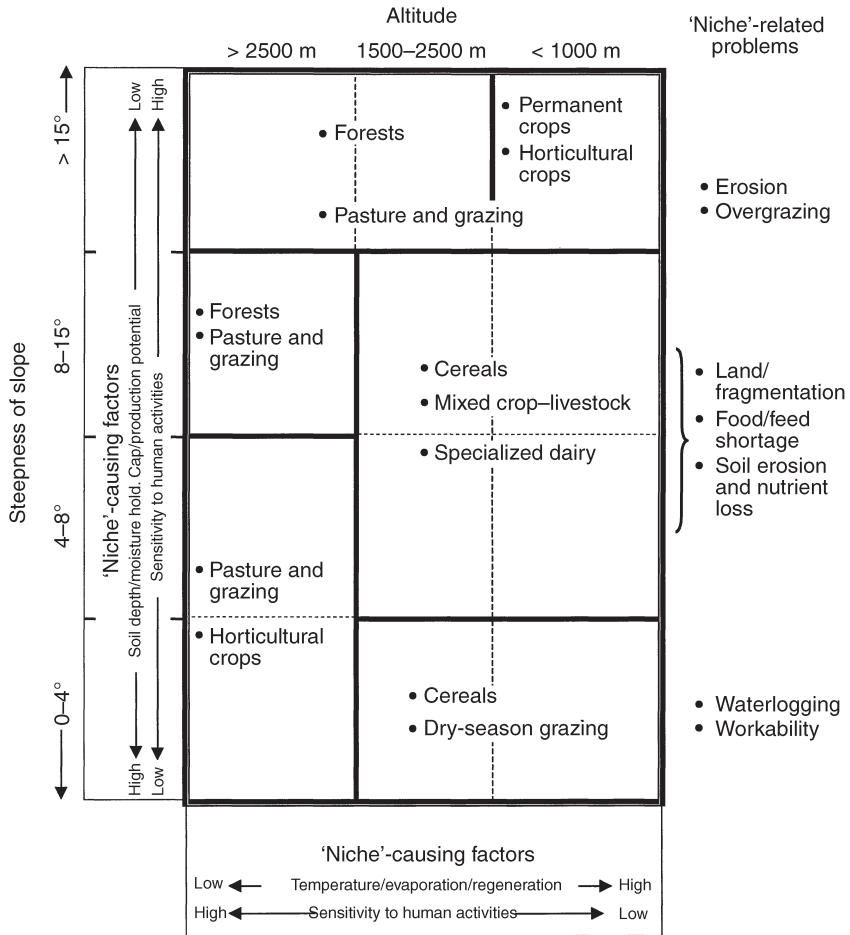 Altitude
> 2500 m
1500–2500 m
< 1000 m
‘Niche’-related
problems
Steepness of slope
> 15°
8–15°
4–8°
0–4°
‘Niche’-causing factors
Low
Soil depth/moisture hold. Cap/production potential
High
High
Sensitivity to human activities
Low
• Forests
• Pasture and grazing
• Permanent
crops
• Horticultural
crops
• Erosion
• Overgrazing
• Forests
• Pasture and
grazing
• Cereals
• Mixed crop–livestock
• Specialized dairy
• Land/
fragmentation
• Food/feed
shortage
• Soil erosion
and nutrient
loss
• Pasture and
grazing
• Horticultural
crops
• Cereals
• Dry-season grazing
• Waterlogging
• Workability
‘Niche’-causing factors
Low Temperature/evaporation/regeneration High
High Sensitivity to human activities Low